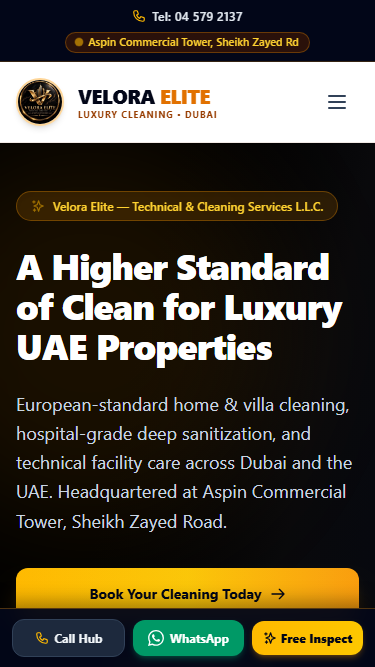 Tel: 04 579 2137
Aspin Commercial Tower, Sheikh Zayed Rd
VELORA ELITE
LUXURY CLEANING • DUBAI
Velora Elite — Technical & Cleaning Services L.L.C.
A Higher Standard
of Clean for Luxury
UAE Properties
European-standard home & villa cleaning,
hospital-grade deep sanitization, and
technical facility care across Dubai and the
UAE. Headquartered at Aspin Commercial
Tower, Sheikh Zayed Road.
Book Your Cleaning Today →
Call Hub
WhatsApp
Free Inspect